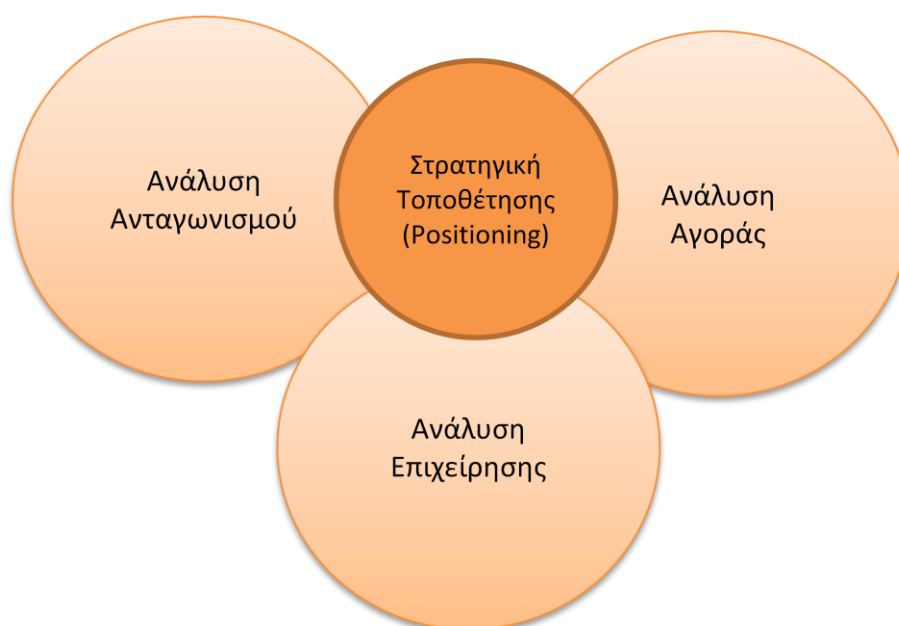 Ανάλυση
Ανταγωνισμού
Στρατηγική
Τοποθέτησης
(Positioning)
Ανάλυση
Αγοράς
Ανάλυση
Επιχείρησης